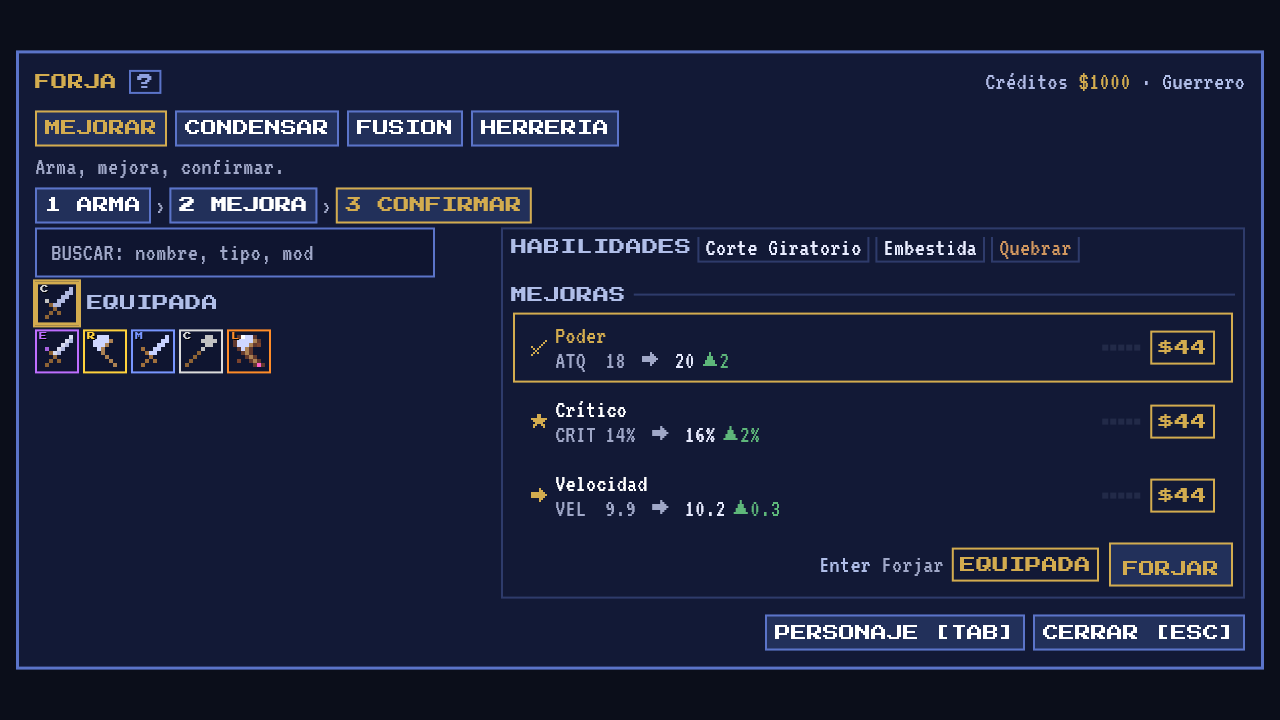 FORJA ?
Créditos $1000 · Guerrero
MEJORAR CONDENSAR FUSION HERRERIA
Arma, mejora, confirmar.
1 ARMA › 2 MEJORA › 3 CONFIRMAR
BUSCAR: nombre, tipo, mod
C EQUIPADA
E R M C L
HABILIDADES Corte Giratorio Embestida Quebrar
MEJORAS
Poder
ATQ 18 20 2
$44
Crítico
CRIT 14% 16% 2%
$44
Velocidad
VEL 9.9 10.2 0.3
$44
Enter Forjar EQUIPADA FORJAR
PERSONAJE [TAB] CERRAR [ESC]